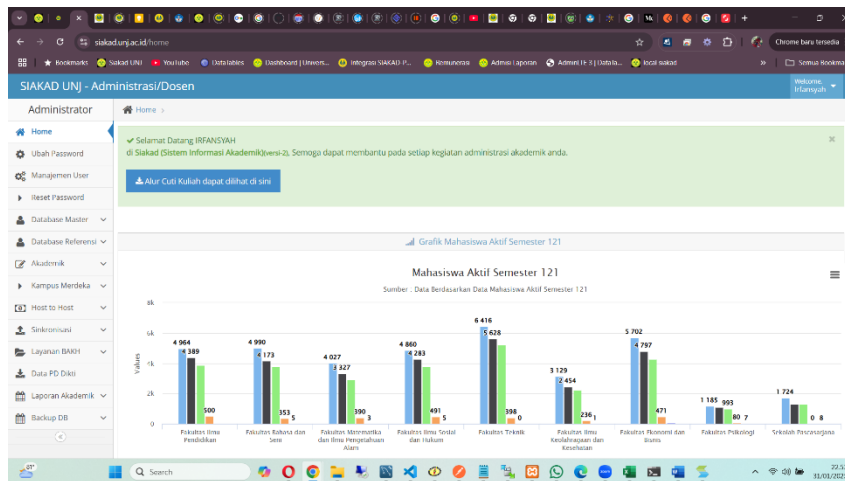 siakad.unj.ac.id/home
Chrome baru tersedia
Bookmarks
Siakad UNJ
YouTube
DataTables
Dashboard | Univers...
Integrasi SIAKAD-P...
Remunerasi
Admisi Laporan
AdminLTE 3 | DataTa...
local siakad
Semua Bookma
SIAKAD UNJ - Administrasi/Dosen
Welcome,
Irfansyah
Administrator
Home
Ubah Password
Manajemen User
Reset Password
Database Master
Database Referensi
Akademik
Kampus Merdeka
Host to Host
Sinkronisasi
Layanan BAKH
Data PD Dikti
Laporan Akademik
Backup DB
Home
Selamat Datang IRFANSYAH
di Siakad (Sistem Informasi Akademik)(versi-2), Semoga dapat membantu pada setiap kegiatan administrasi akademik anda.
Alur Cuti Kuliah dapat dilihat di sini
Grafik Mahasiswa Aktif Semester 121
Mahasiswa Aktif Semester 121
Sumber : Data Berdasarkan Data Mahasiswa Aktif Semester 121
Values
8k
6k
4k
2k
0
4 964
4 389
500
4 990
4 173
353
5
4 027
3 327
390
3
4 860
4 283
491
5
6 416
5 628
398
0
3 129
2 454
236
1
5 702
4 797
471
1 185
993
80
7
1 724
0
8
Fakultas Ilmu
Pendidikan
Fakultas Bahasa dan
Seni
Fakultas Matematika
dan Ilmu Pengetahuan
Alam
Fakultas Ilmu Sosial
dan Hukum
Fakultas Teknik
Fakultas Ilmu
Keolahragaan dan
Kesehatan
Fakultas Ekonomi dan
Bisnis
Fakultas Psikologi
Sekolah Pascasarjana
Search